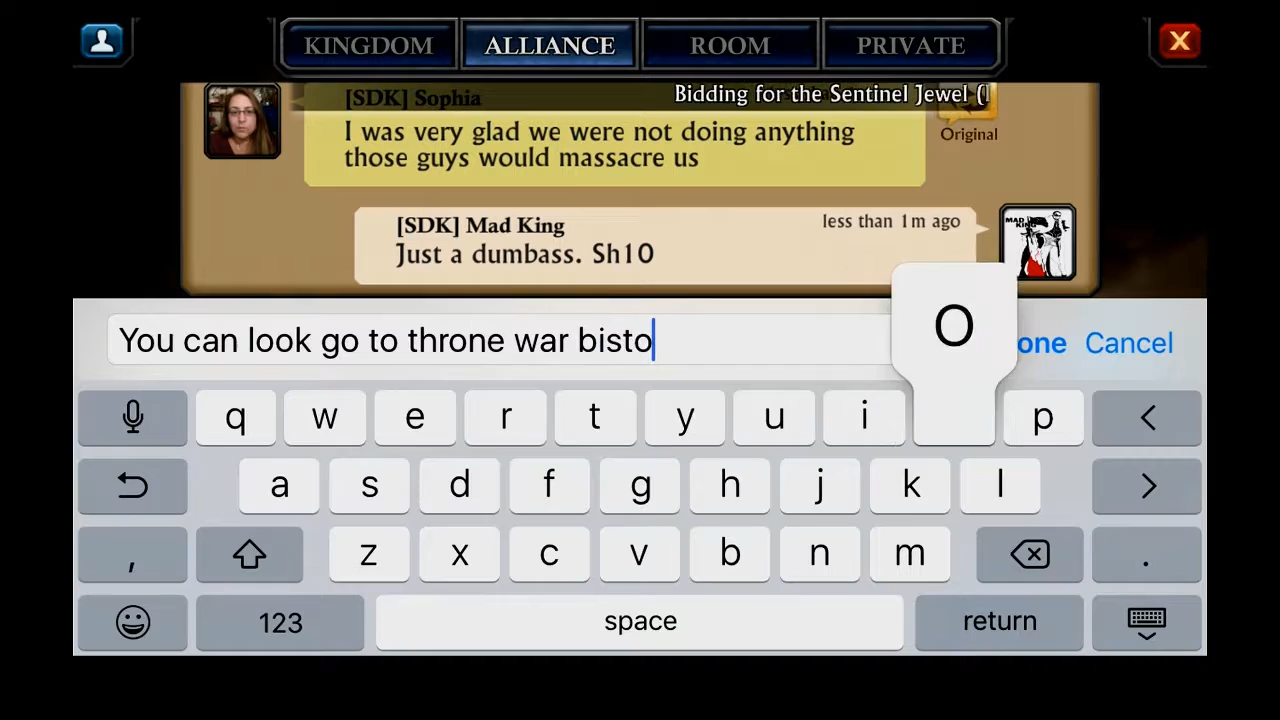 KINGDOM ALLIANCE ROOM PRIVATE X
[SDK] Sophia
Bidding for the Sentinel Jewel (
I was very glad we were not doing anything
those guys would massacre us
Original
[SDK] Mad King
less than 1m ago
Just a dumbass. Sh10
MAD KING
You can look go to throne war bisto
O
one Cancel
q w e r t y u i p <
a s d f g h j k l >
, z x c v b n m .
123 space return